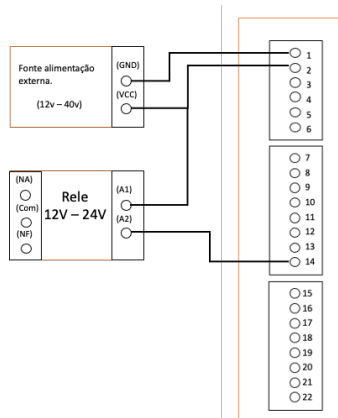 Fonte alimentação
externa.
(12v – 40v)
(GND)
(VCC)
(NA)
(Com)
(NF)
Rele
12V – 24V
(A1)
(A2)
1
2
3
4
5
6
7
8
9
10
11
12
13
14
15
16
17
18
19
20
21
22